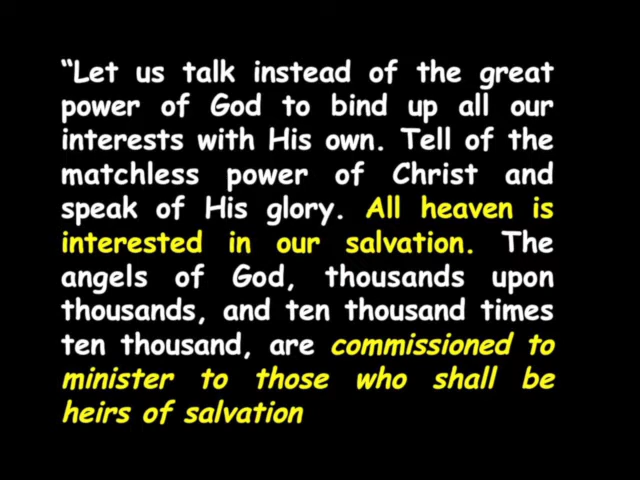 “Let us talk instead of the great
power of God to bind up all our
interests with His own. Tell of the
matchless power of Christ and
speak of His glory. All heaven is
interested in our salvation. The
angels of God, thousands upon
thousands, and ten thousand times
ten thousand, are commissioned to
minister to those who shall be
heirs of salvation